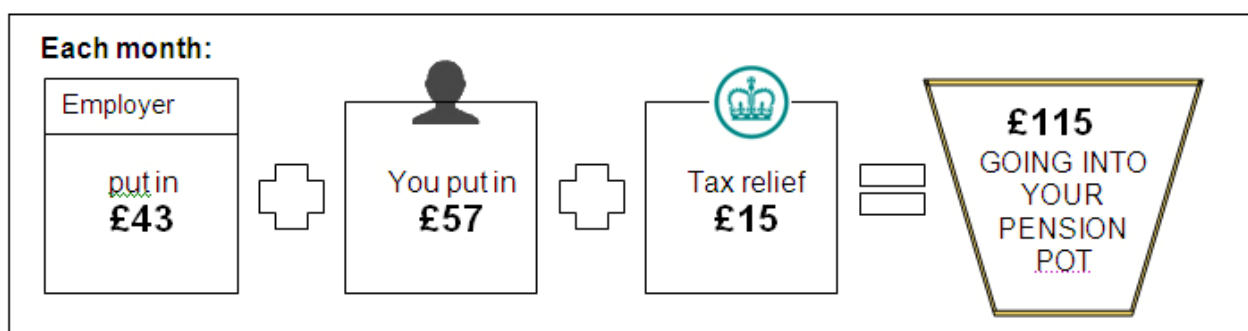 Each month:
Employer
put in
£43
You put in
£57
Tax relief
£15
£115
GOING INTO
YOUR
PENSION
POT